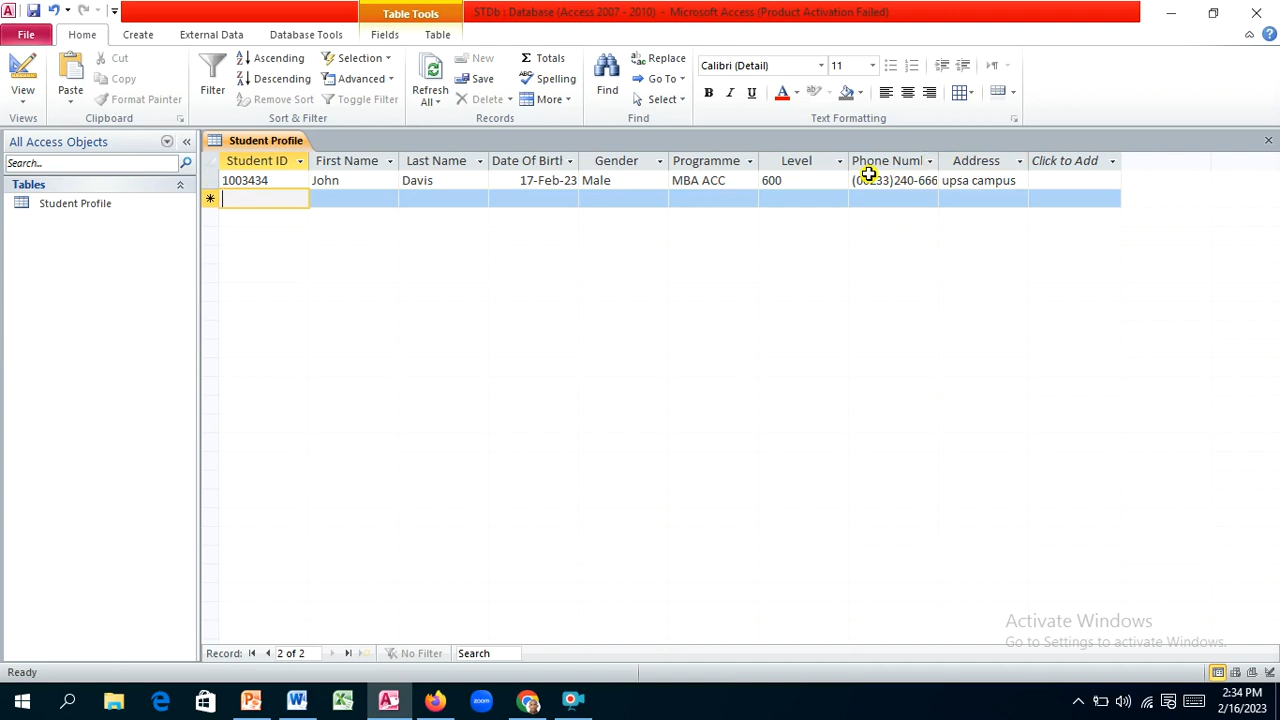 Table Tools
STDb : Database (Access 2007 - 2010) - Microsoft Access (Product Activation Failed)
File Home Create External Data Database Tools Fields Table
View
Views
Paste
Cut
Copy
Format Painter
Clipboard
Filter
Ascending
Descending
Remove Sort
Selection
Advanced
Toggle Filter
Sort & Filter
Refresh
All
New
Save
Delete
Totals
Spelling
More
Records
Find
Replace
Go To
Select
Find
Calibri (Detail) 11
B I U A
Text Formatting
All Access Objects
Search...
Tables
Student Profile
Student Profile
Student ID First Name Last Name Date Of Birth Gender Programme Level Phone Numl Address Click to Add
1003434 John Davis 17-Feb-23 Male MBA ACC 600 233)240-666 upsa campus
Activate Windows
Go to Settings to activate Windows.
Record: 2 of 2 No Filter Search
Ready
2:34 PM
2/16/2023